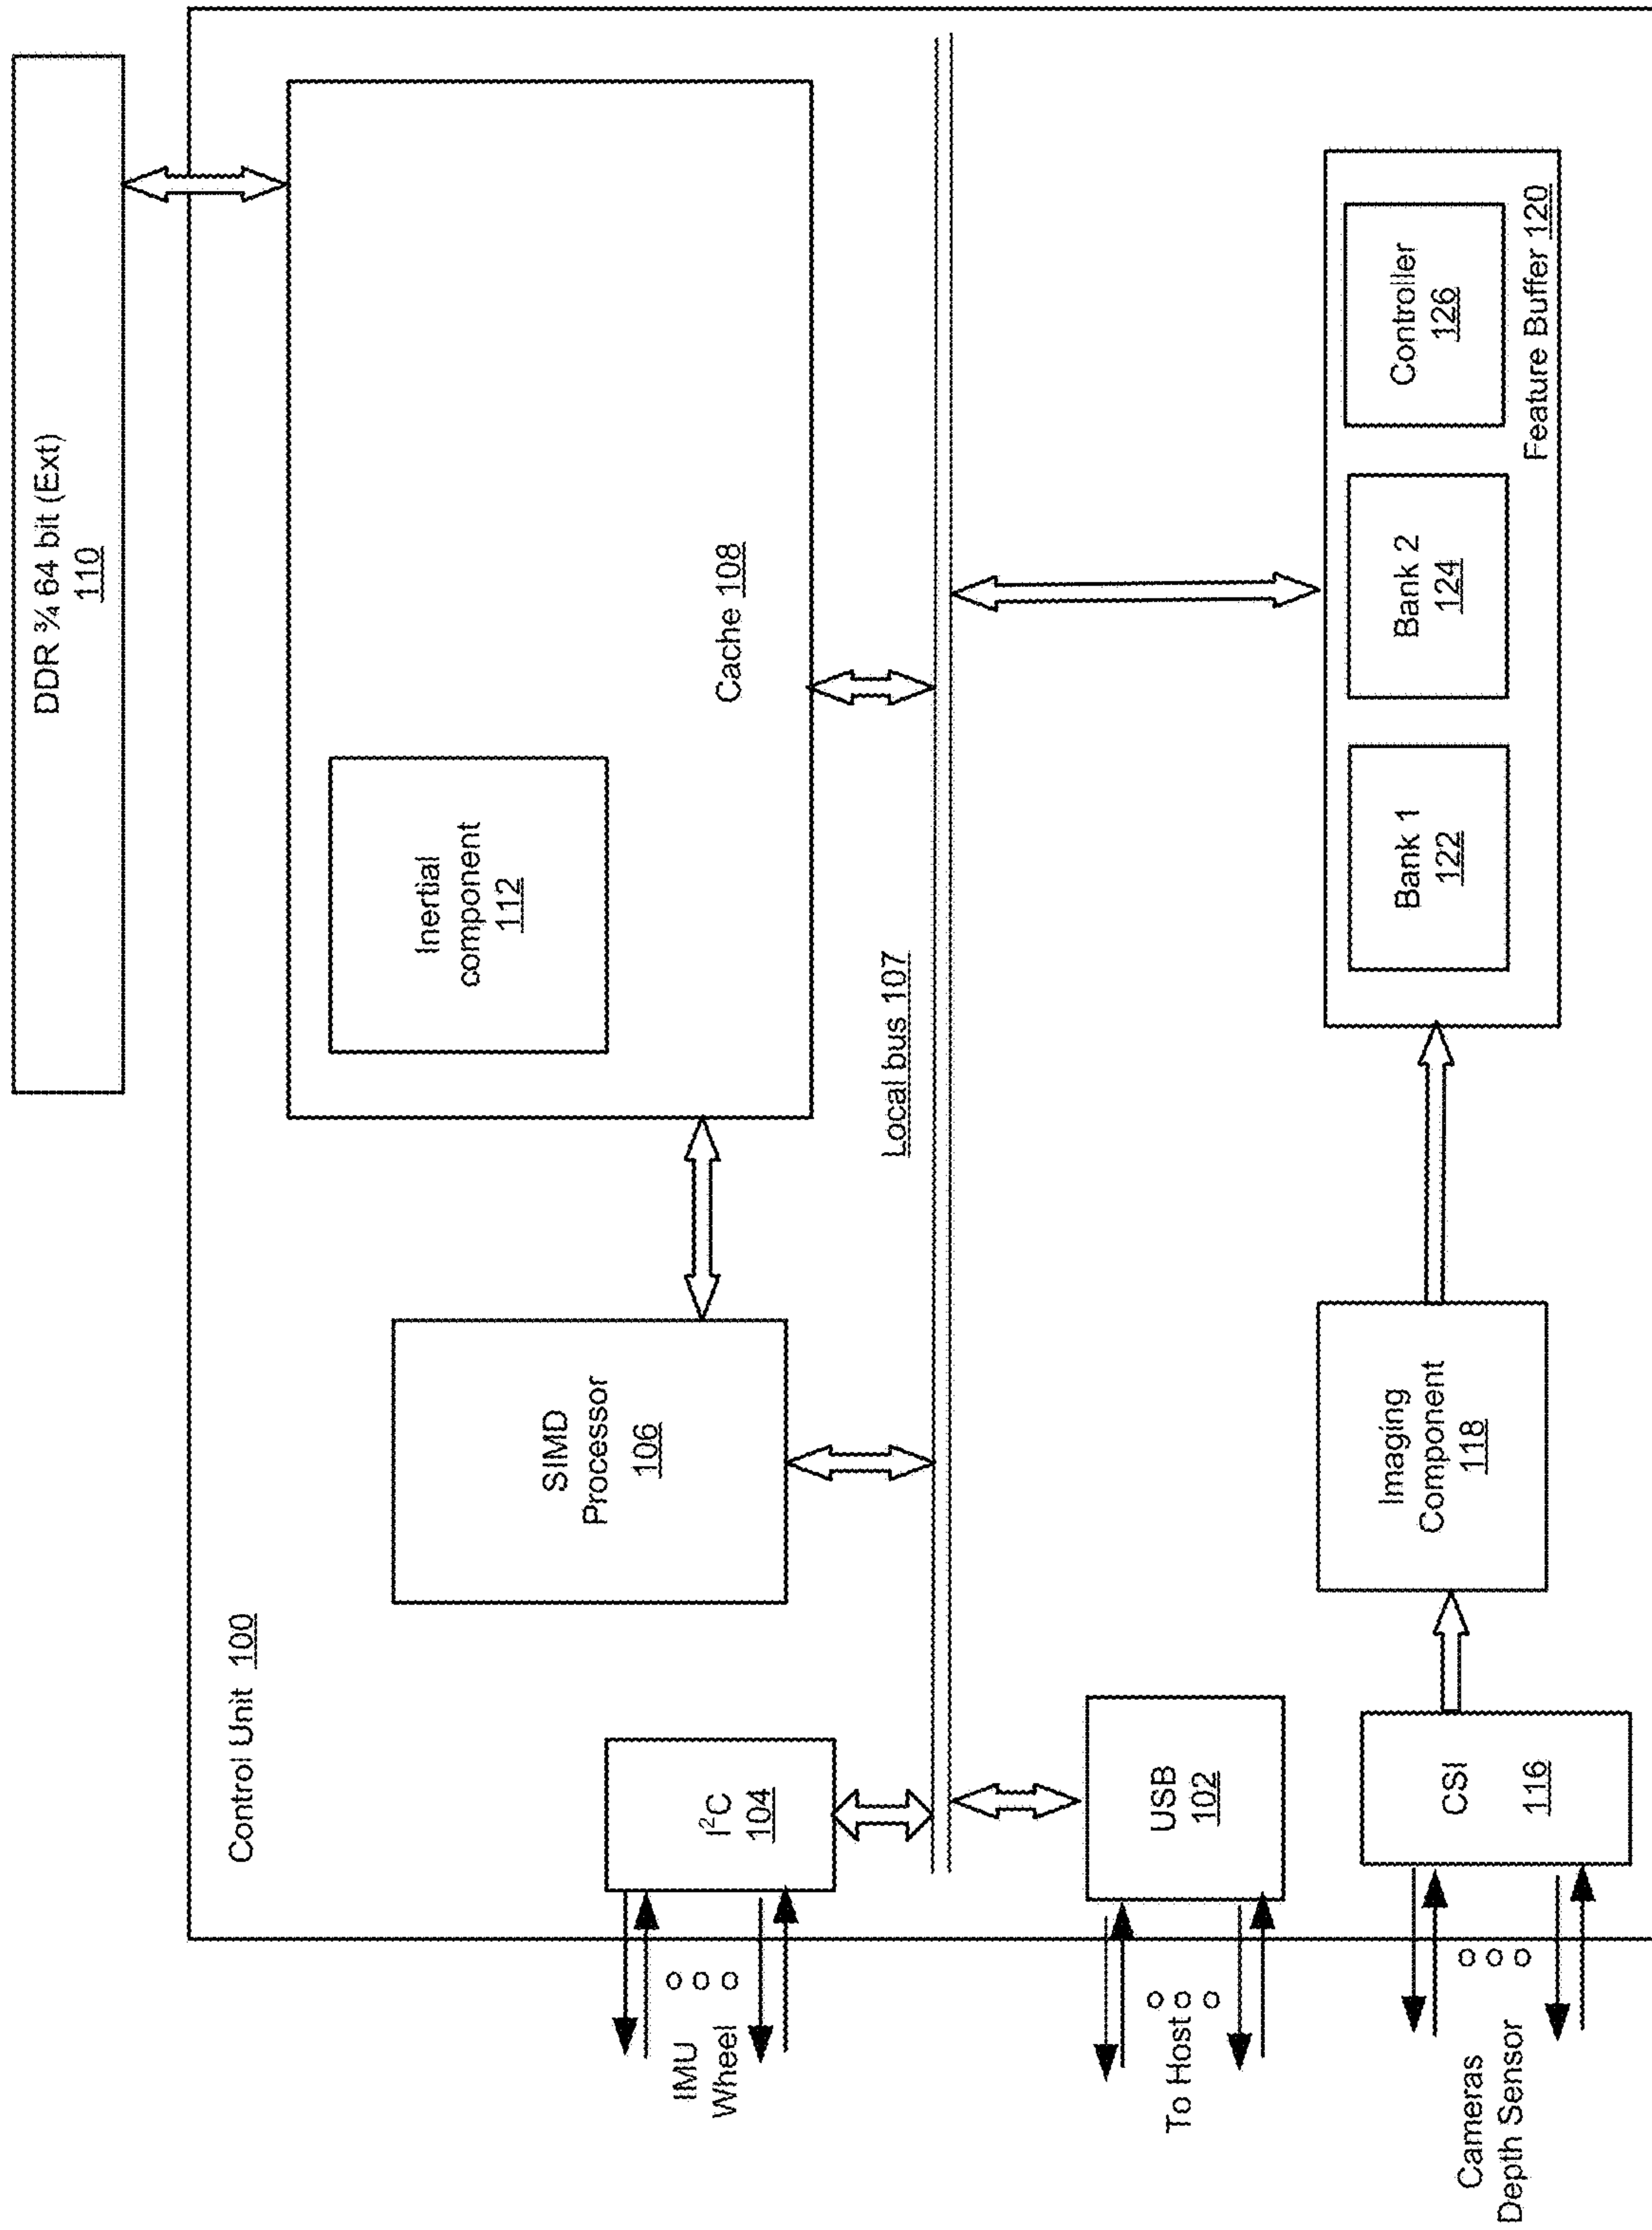 DDR ¾ 64 bit (Ext)
110
Control Unit 100
Inertial
component
112
Cache 108
SIMD
Processor
106
I²C
104
IMU
Wheel
Local bus 107
USB
102
To Host
CSI
116
Cameras
Depth Sensor
Imaging
Component
118
Bank 1
122
Bank 2
124
Controller
126
Feature Buffer 120